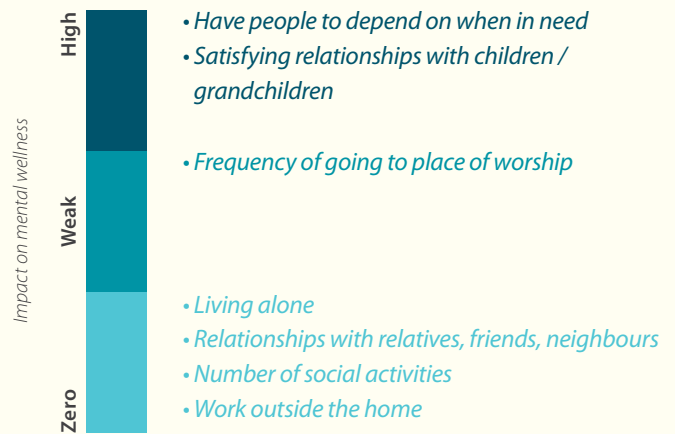 High
• Have people to depend on when in need
• Satisfying relationships with children /
grandchildren
Impact on mental wellness
Weak
• Frequency of going to place of worship
Zero
• Living alone
• Relationships with relatives, friends, neighbours
• Number of social activities
• Work outside the home